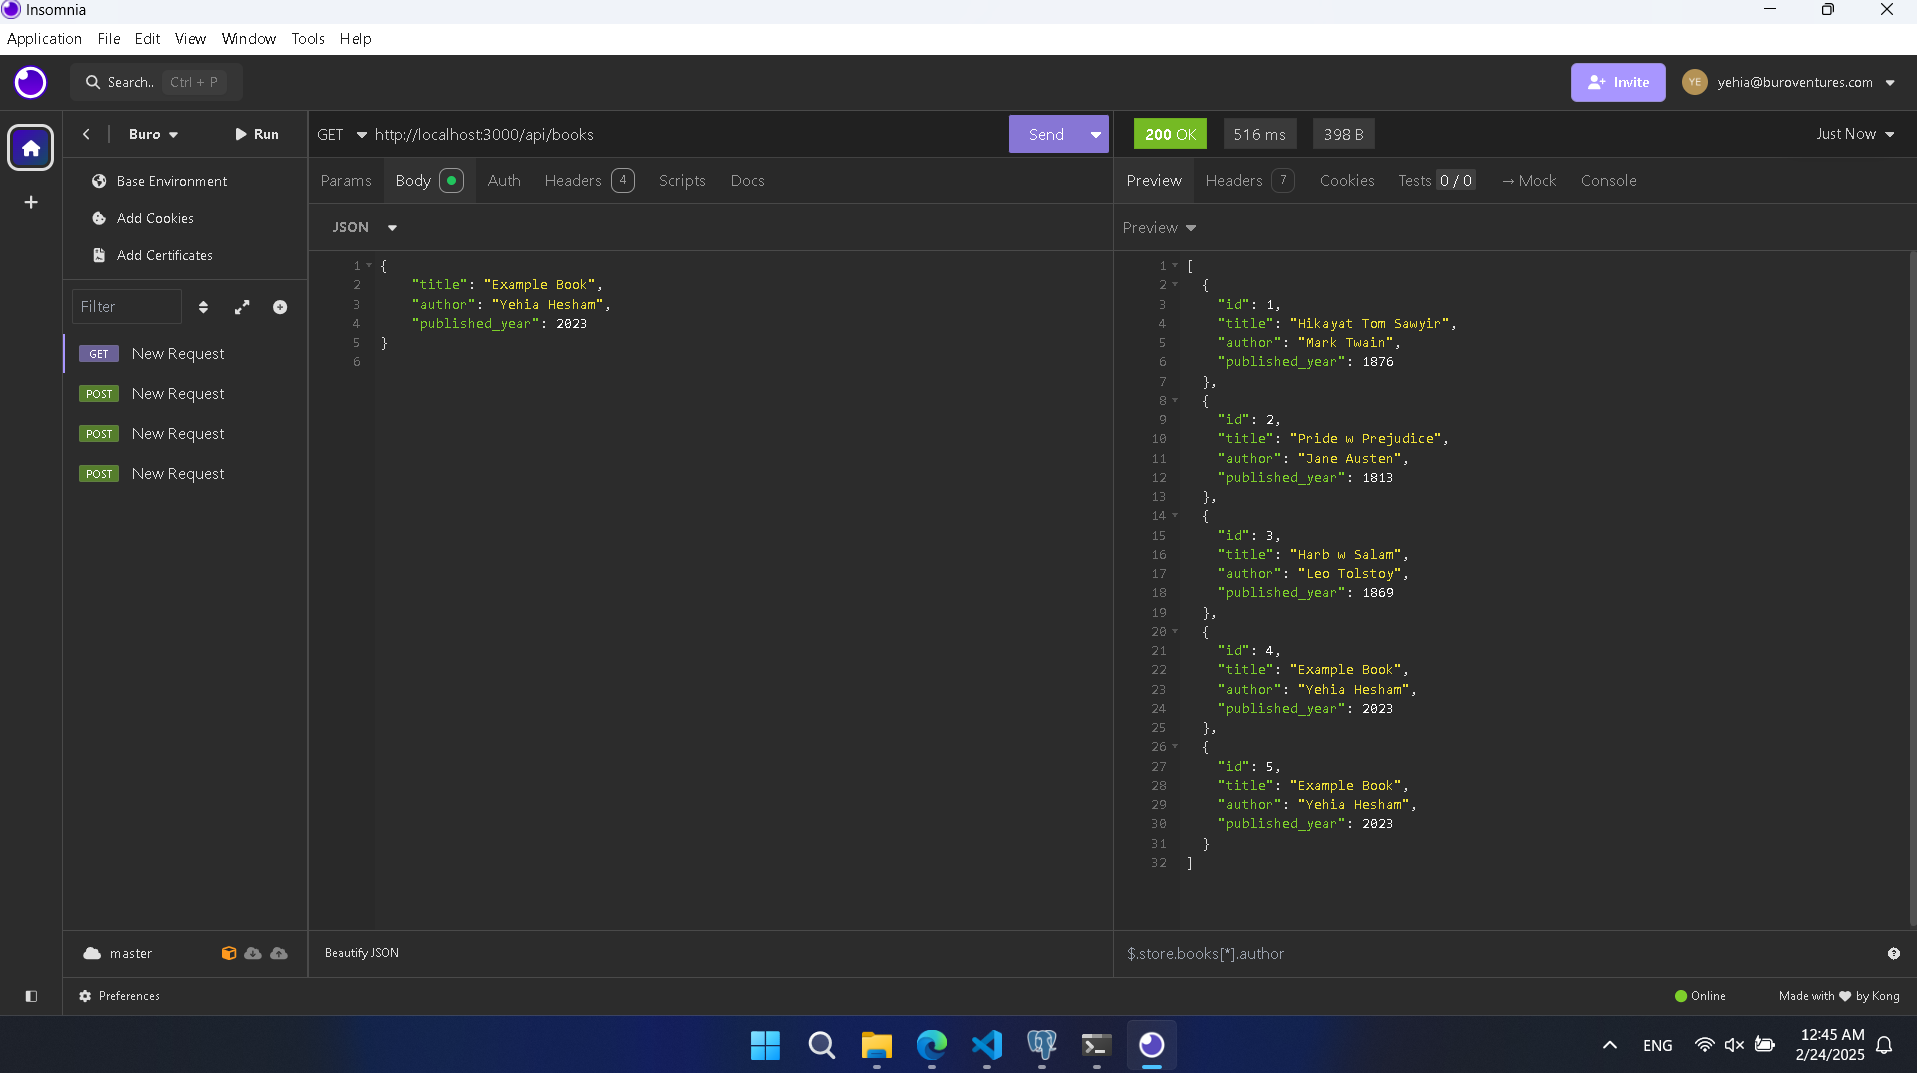 Insomnia
Application File Edit View Window Tools Help
Search.. Ctrl + P
Invite
YE yehia@buroventures.com
Buro Run
GET http://localhost:3000/api/books Send
200 OK 516 ms 398 B Just Now
Base Environment
Add Cookies
Add Certificates
Filter
GET New Request
POST New Request
POST New Request
POST New Request
Params Body Auth Headers 4 Scripts Docs
JSON
1 {
2 "title": "Example Book",
3 "author": "Yehia Hesham",
4 "published_year": 2023
5 }
6
Preview Headers 7 Cookies Tests 0 / 0 → Mock Console
Preview
1 [
2 {
3 "id": 1,
4 "title": "Hikayat Tom Sawyir",
5 "author": "Mark Twain",
6 "published_year": 1876
7 },
8 {
9 "id": 2,
10 "title": "Pride w Prejudice",
11 "author": "Jane Austen",
12 "published_year": 1813
13 },
14 {
15 "id": 3,
16 "title": "Harb w Salam",
17 "author": "Leo Tolstoy",
18 "published_year": 1869
19 },
20 {
21 "id": 4,
22 "title": "Example Book",
23 "author": "Yehia Hesham",
24 "published_year": 2023
25 },
26 {
27 "id": 5,
28 "title": "Example Book",
29 "author": "Yehia Hesham",
30 "published_year": 2023
31 }
32 ]
master
Beautify JSON
$.store.books[*].author
Preferences
Online
Made with ❤ by Kong
ENG
12:45 AM
2/24/2025